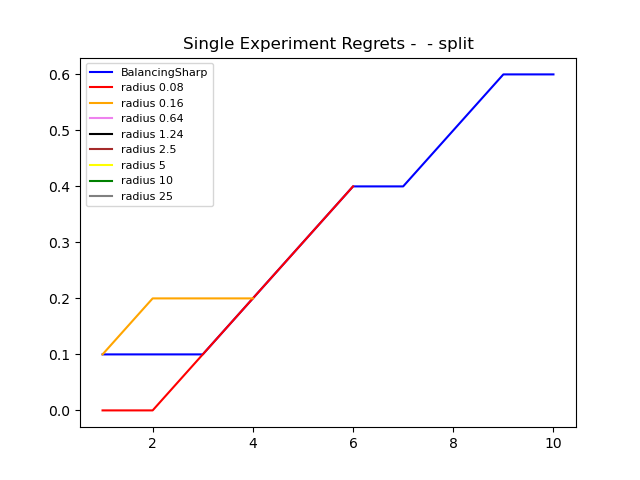 Single Experiment Regrets -  - split
BalancingSharp
radius 0.08
radius 0.16
radius 0.64
radius 1.24
radius 2.5
radius 5
radius 10
radius 25
0.6
0.5
0.4
0.3
0.2
0.1
0.0
2 4 6 8 10